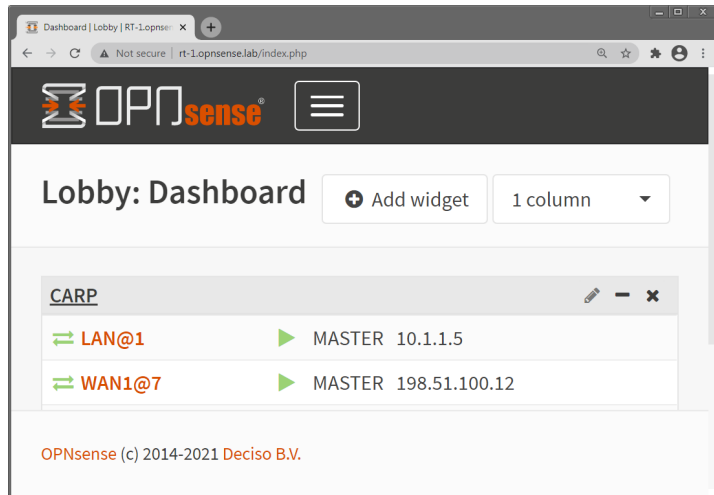 Dashboard | Lobby | RT-1.opnsen
Not secure | rt-1.opnsense.lab/index.php
OPNsense®
Lobby: Dashboard Add widget 1 column
CARP
LAN@1 MASTER 10.1.1.5
WAN1@7 MASTER 198.51.100.12
OPNsense (c) 2014-2021 Deciso B.V.